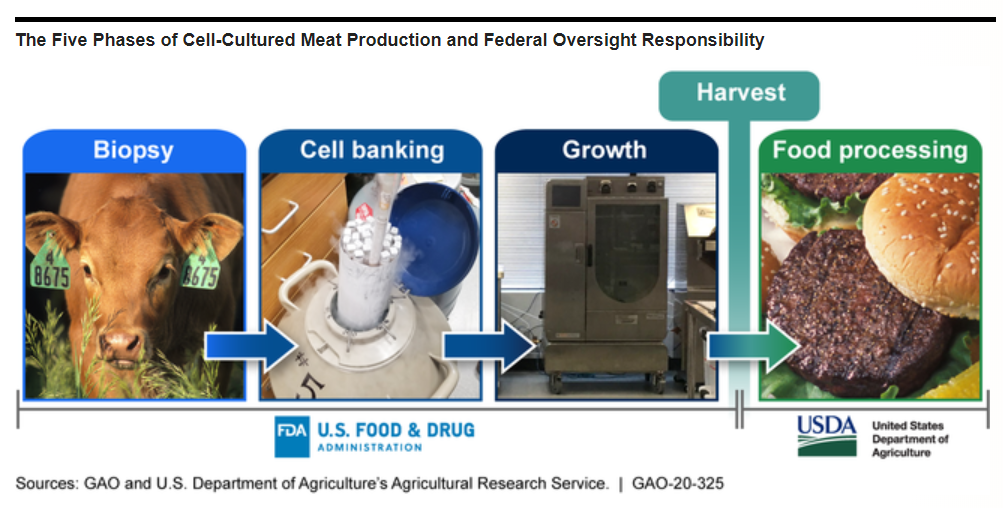 The Five Phases of Cell-Cultured Meat Production and Federal Oversight Responsibility
Harvest
Biopsy
Cell banking
Growth
Food processing
4
8675
4
8675
FDA U.S. FOOD & DRUG
ADMINISTRATION
USDA
United States
Department of
Agriculture
Sources: GAO and U.S. Department of Agriculture's Agricultural Research Service. | GAO-20-325